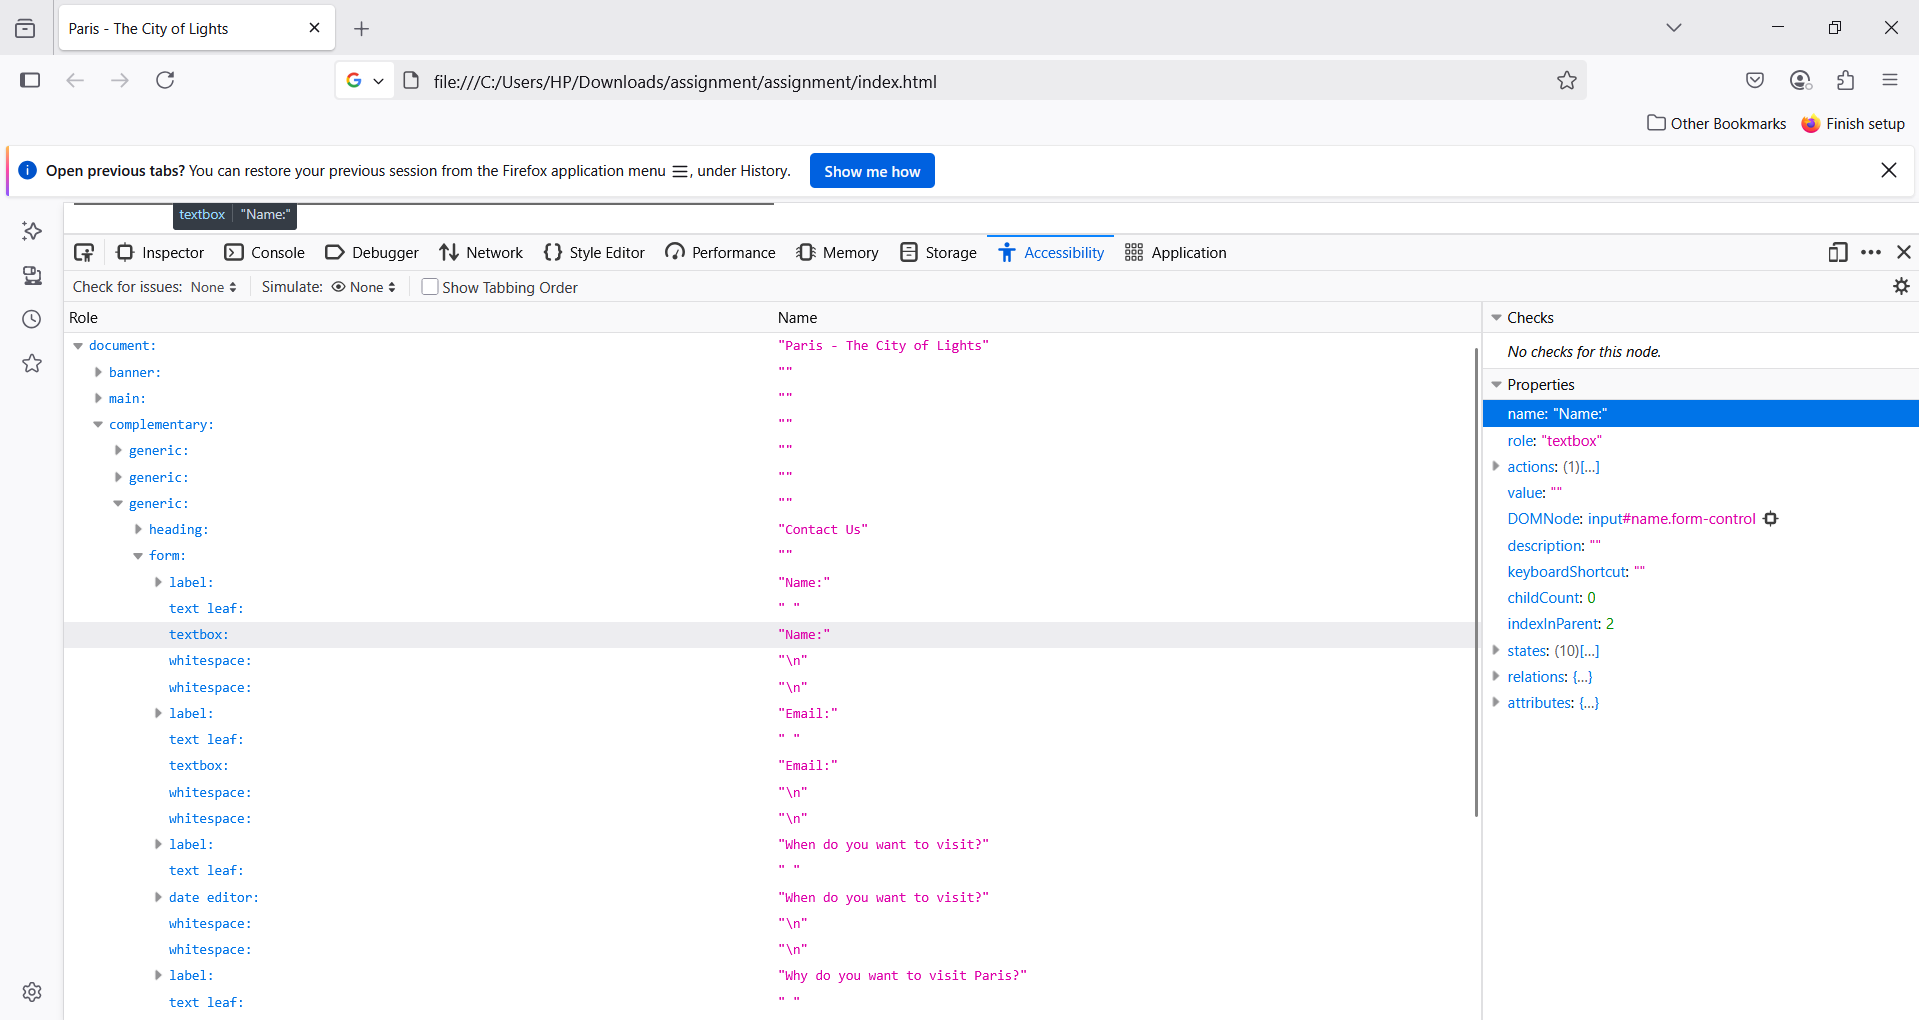 Paris - The City of Lights
file:///C:/Users/HP/Downloads/assignment/assignment/index.html
Other Bookmarks Finish setup
Open previous tabs? You can restore your previous session from the Firefox application menu ☰, under History. Show me how
textbox "Name:"
Inspector Console Debugger Network Style Editor Performance Memory Storage Accessibility Application
Check for issues: None Simulate: None Show Tabbing Order
Role Name
document: "Paris - The City of Lights"
banner: ""
main: ""
complementary: ""
generic: ""
generic: ""
generic: ""
heading: "Contact Us"
form: ""
label: "Name:"
text leaf: " "
textbox: "Name:"
whitespace: "\n"
whitespace: "\n"
label: "Email:"
text leaf: " "
textbox: "Email:"
whitespace: "\n"
whitespace: "\n"
label: "When do you want to visit?"
text leaf: " "
date editor: "When do you want to visit?"
whitespace: "\n"
whitespace: "\n"
label: "Why do you want to visit Paris?"
text leaf: " "
Checks
No checks for this node.
Properties
name: "Name:"
role: "textbox"
actions: (1)[…]
value: ""
DOMNode: input#name.form-control
description: ""
keyboardShortcut: ""
childCount: 0
indexInParent: 2
states: (10)[…]
relations: {…}
attributes: {…}